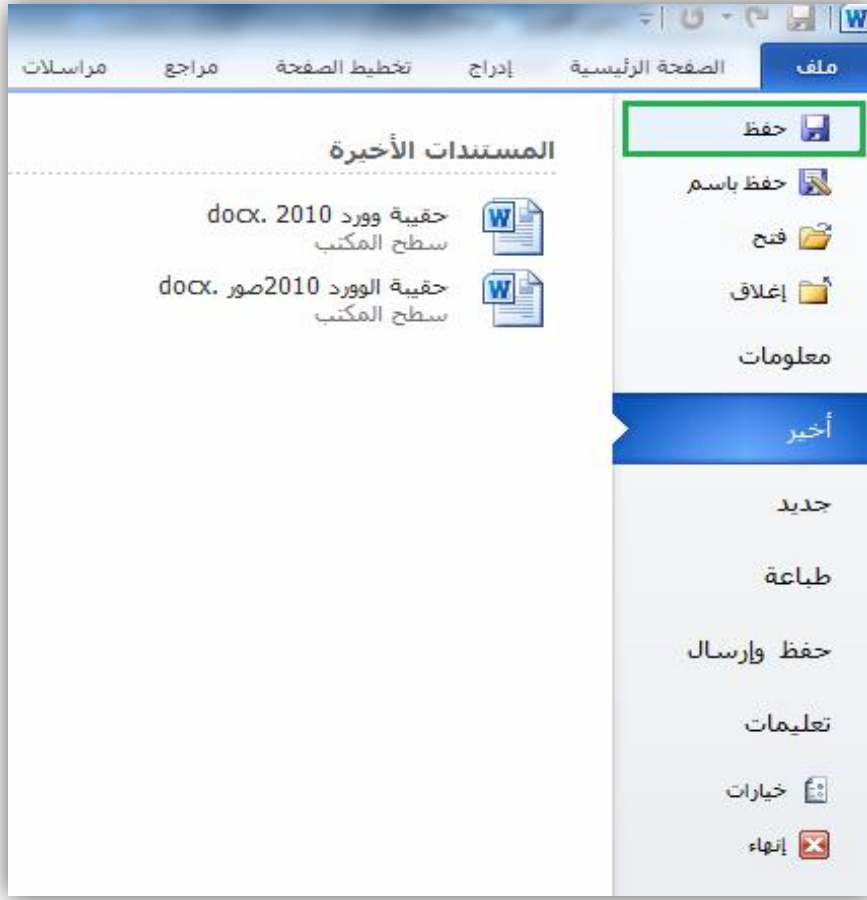 ملف الصفحة الرئيسية إدراج تخطيط الصفحة مراجع مراسلات
حفظ
حفظ باسم
فتح
إغلاق
معلومات
أخير
جديد
طباعة
حفظ وإرسال
تعليمات
خيارات
إنهاء
المستندات الأخيرة
حقيبة وورد 2010 .docx
سطح المكتب
حقيبة الوورد 2010صور .docx
سطح المكتب